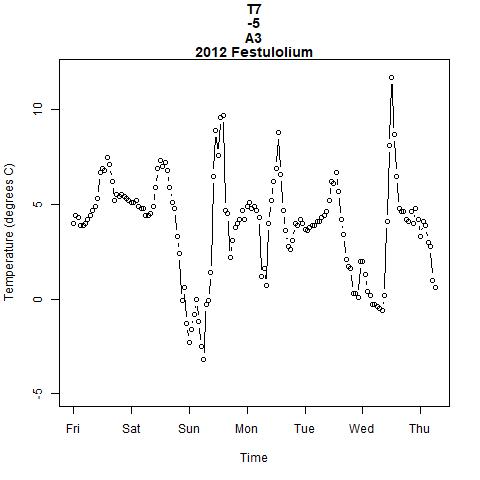 T7
-5
A3
2012 Festulolium
Temperature (degrees C)
10
5
0
-5
Fri Sat Sun Mon Tue Wed Thu
Time